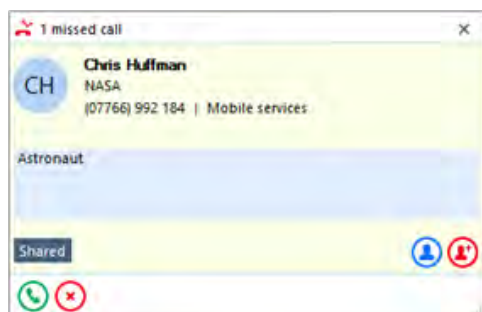 1 missed call
CH
Chris Huffman
NASA
(07766) 992 184 | Mobile services
Astronaut
Shared